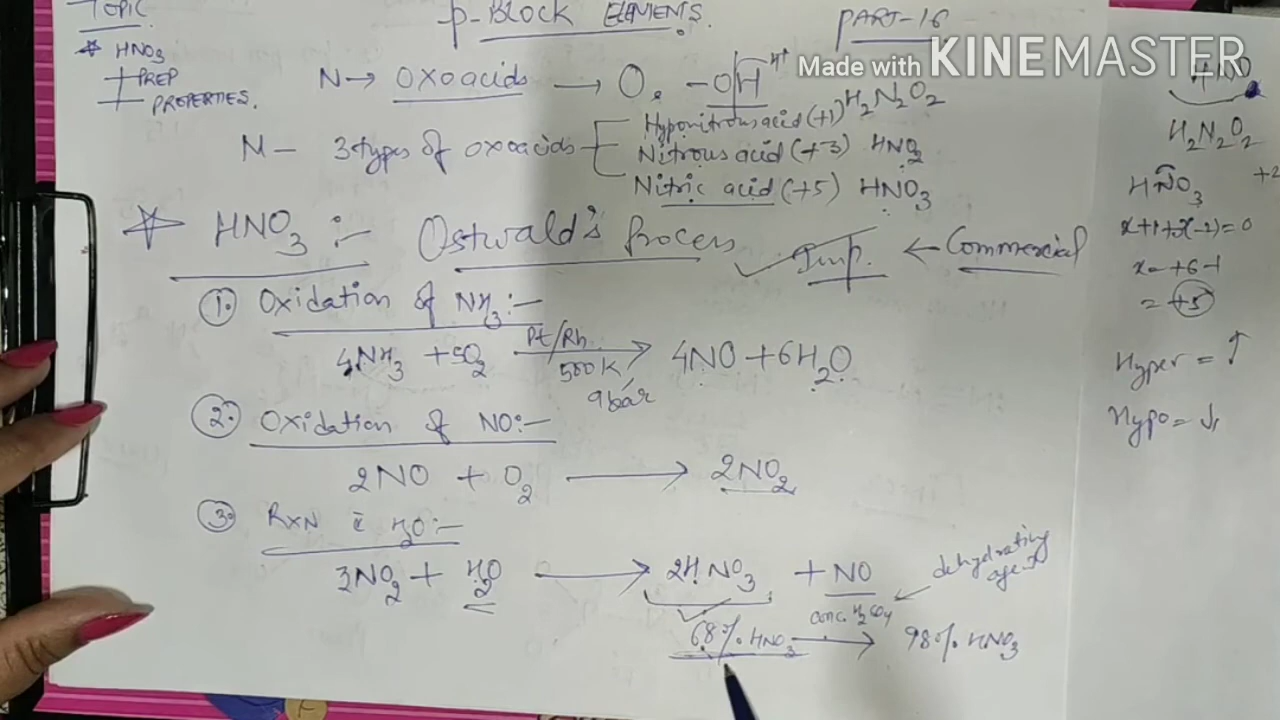 TOPIC
p-Block ELEMENTS.
PART-16
Made with KINEMASTER
* HNO3
PREP
PROPERTIES.
N→ Oxoacids → O. -OH H+
N- 3 types of oxoacids
Hyponitrous acid (+1) H2N2O2
Nitrous acid (+3) HNO2
Nitric acid (+5) HNO3
HNO3 :- Ostwald's Process Imp. ← Commercial
1. Oxidation of NH3:-
4NH3 + 5O2 Pt/Rh. 500K 9bar → 4NO + 6H2O
2. Oxidation of NO:-
2NO + O2 → 2NO2
3. RXN c̄ H2O:-
3NO2 + H2O → 2HNO3 + NO
dehydrating agent
68% HNO3 conc. H2SO4 → 98% HNO3
H2N2O2
HNO3
x+1+3(-2)=0
x=+6-1
= +5
Hyper = ↑
Hypo = ↓